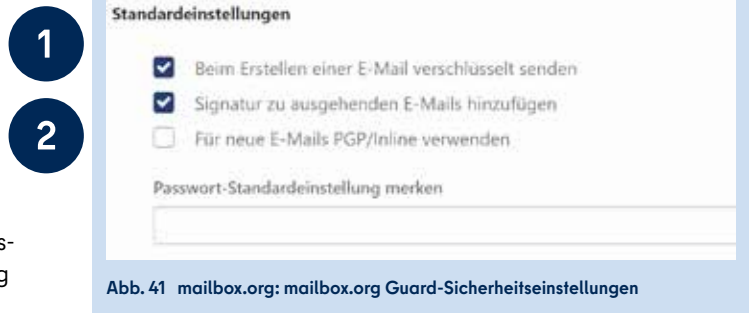 Standardeinstellungen
1
Beim Erstellen einer E-Mail verschlüsselt senden
Signatur zu ausgehenden E-Mails hinzufügen
2
Für neue E-Mails PGP/Inline verwenden
Passwort-Standardeinstellung merken
s-
g
Abb. 41 mailbox.org: mailbox.org Guard-Sicherheitseinstellungen